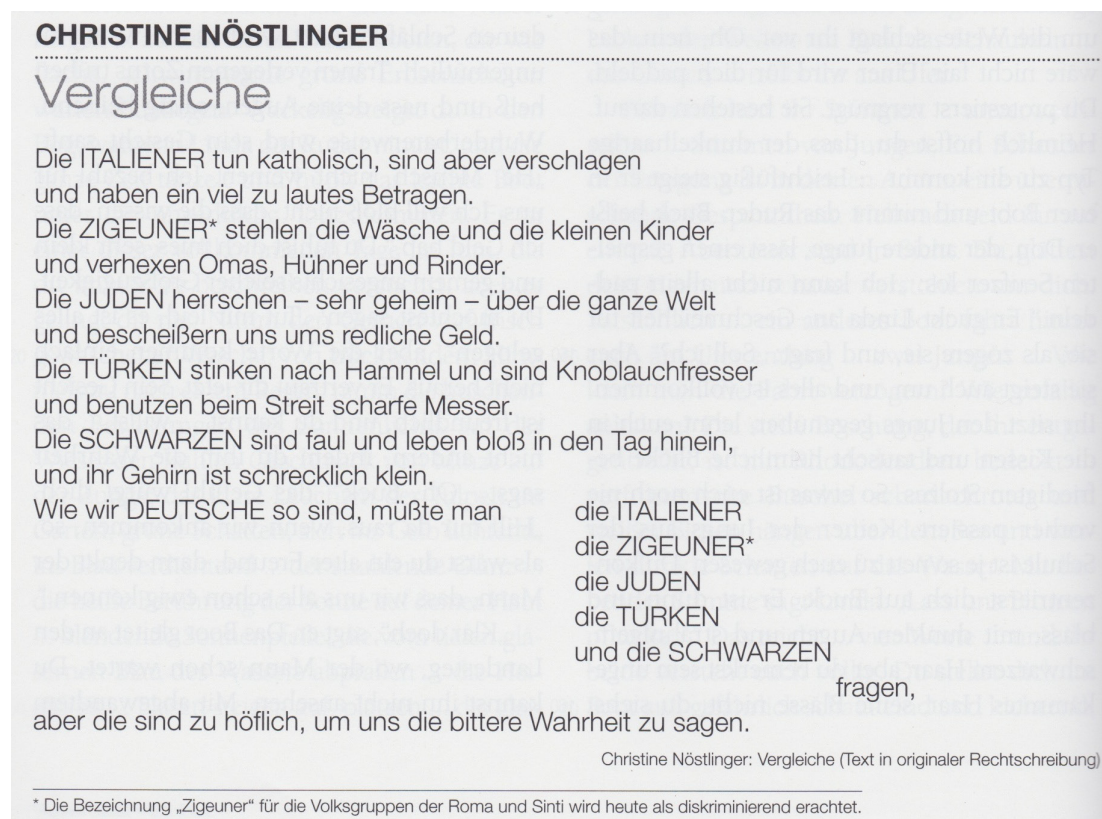 CHRISTINE NÖSTLINGER
Vergleiche
Die ITALIENER tun katholisch, sind aber verschlagen
und haben ein viel zu lautes Betragen.
Die ZIGEUNER* stehlen die Wäsche und die kleinen Kinder
und verhexen Omas, Hühner und Rinder.
Die JUDEN herrschen – sehr geheim – über die ganze Welt
und bescheißen uns ums redliche Geld.
Die TÜRKEN stinken nach Hammel und sind Knoblauchfresser
und benutzen beim Streit scharfe Messer.
Die SCHWARZEN sind faul und leben bloß in den Tag hinein,
und ihr Gehirn ist schrecklich klein.
Wie wir DEUTSCHE so sind, müßte man die ITALIENER
die ZIGEUNER*
die JUDEN
die TÜRKEN
und die SCHWARZEN
fragen,
aber die sind zu höflich, um uns die bittere Wahrheit zu sagen.
Christine Nöstlinger: Vergleiche (Text in originaler Rechtschreibung)
* Die Bezeichnung „Zigeuner“ für die Volksgruppen der Roma und Sinti wird heute als diskriminierend erachtet.